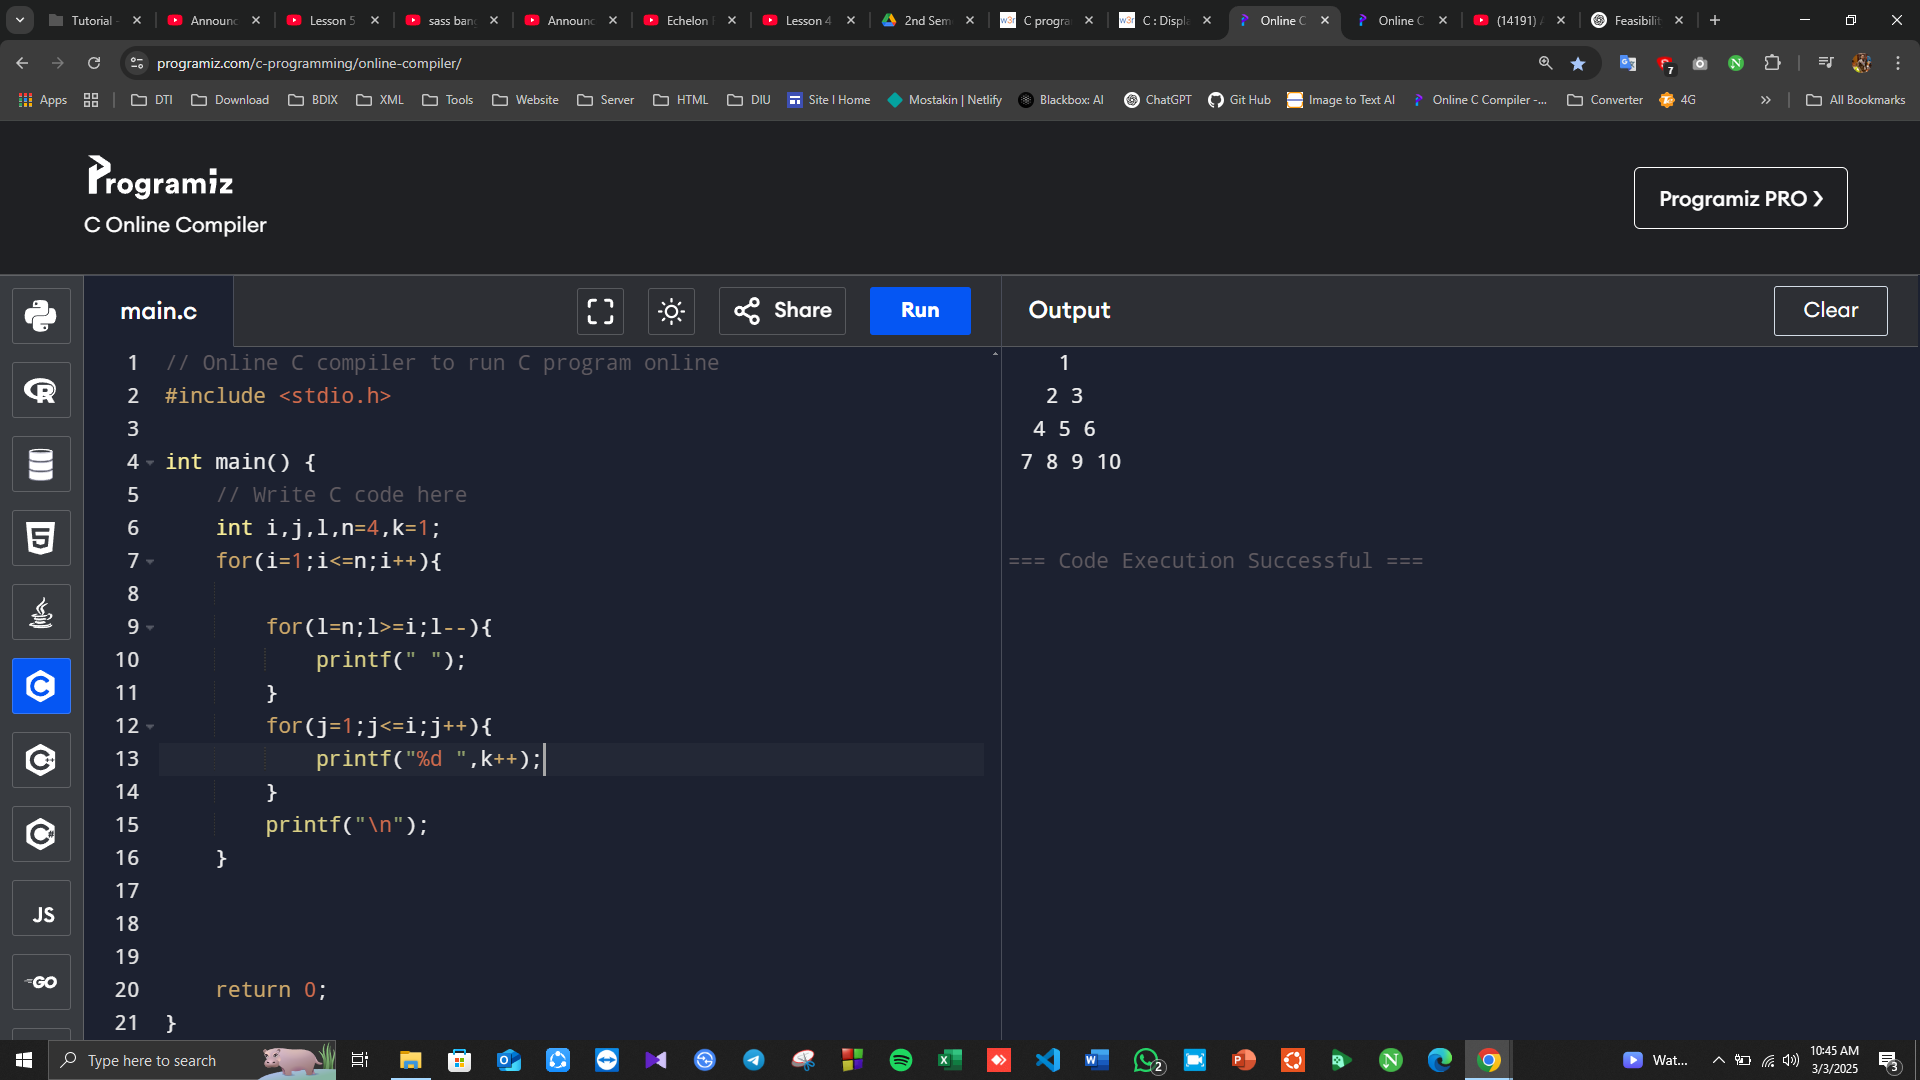 Tutorial -
Announc
Lesson 5
sass bang
Announc
Echelon
Lesson 4
2nd Sem
C progra
C : Displa
Online C
Online C
(14191)
Feasibilit
programiz.com/c-programming/online-compiler/
7
Apps
DTI
Download
BDIX
XML
Tools
Website
Server
HTML
DIU
Site I Home
Mostakin | Netlify
Blackbox: AI
ChatGPT
Git Hub
Image to Text AI
Online C Compiler -...
Converter
4G
All Bookmarks
Programiz
C Online Compiler
Programiz PRO ❯
main.c
Share
Run
Output
Clear
1 // Online C compiler to run C program online
2 #include <stdio.h>
3
4 int main() {
5 // Write C code here
6 int i,j,l,n=4,k=1;
7 for(i=1;i<=n;i++){
8
9 for(l=n;l>=i;l--){
10 printf(" ");
11 }
12 for(j=1;j<=i;j++){
13 printf("%d ",k++);
14 }
15 printf("\n");
16 }
17
18
19
20 return 0;
21 }
1
2 3
4 5 6
7 8 9 10
=== Code Execution Successful ===
JS
GO
Type here to search
2
Wat...
10:45 AM
3/3/2025
3